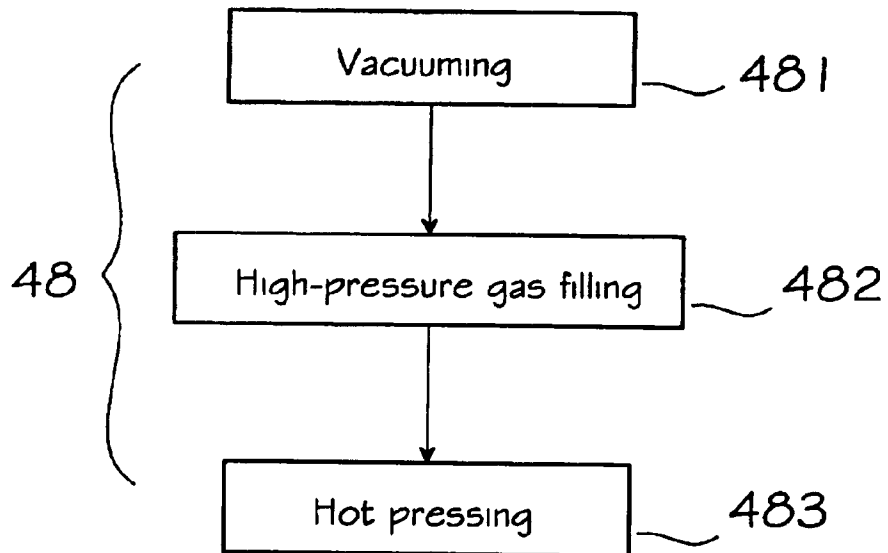 Vacuuming
481
48
High-pressure gas filling
482
Hot pressing
483